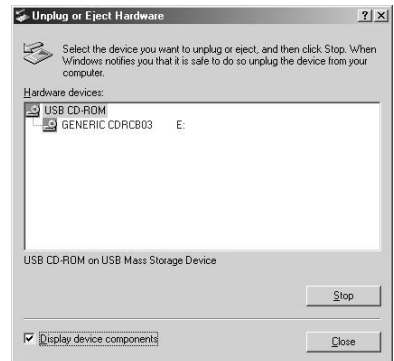 Unplug or Eject Hardware
Select the device you want to unplug or eject, and then click Stop. When
Windows notifies you that it is safe to do so unplug the device from your
computer.
Hardware devices:
USB CD-ROM
GENERIC CDRCB03 E:
USB CD-ROM on USB Mass Storage Device
Stop
Display device components
Close